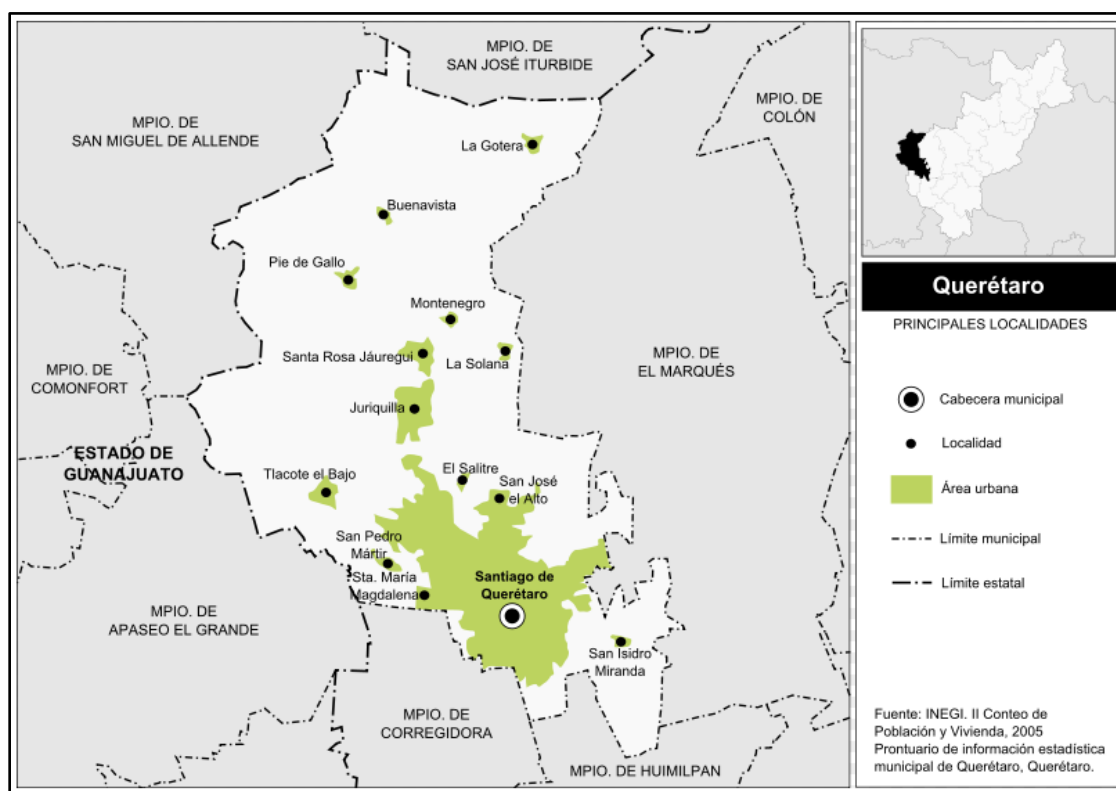 MPIO. DE
SAN JOSÉ ITURBIDE
MPIO. DE
COLÓN
MPIO. DE
SAN MIGUEL DE ALLENDE
La Gotera
Buenavista
Pie de Gallo
Montenegro
Santa Rosa Jáuregui
La Solana
MPIO. DE
EL MARQUÉS
MPIO. DE
COMONFORT
Juriquilla
ESTADO DE
GUANAJUATO
Tlacote el Bajo
El Salitre
San José
el Alto
San Pedro
Mártir
Sta. María
Magdalena
Santiago de
Querétaro
MPIO. DE
APASEO EL GRANDE
San Isidro
Miranda
MPIO. DE
CORREGIDORA
MPIO. DE HUIMILPAN
Querétaro
PRINCIPALES LOCALIDADES
Cabecera municipal
Localidad
Área urbana
Límite municipal
Límite estatal
Fuente: INEGI. II Conteo de
Población y Vivienda, 2005
Prontuario de información estadística
municipal de Querétaro, Querétaro.